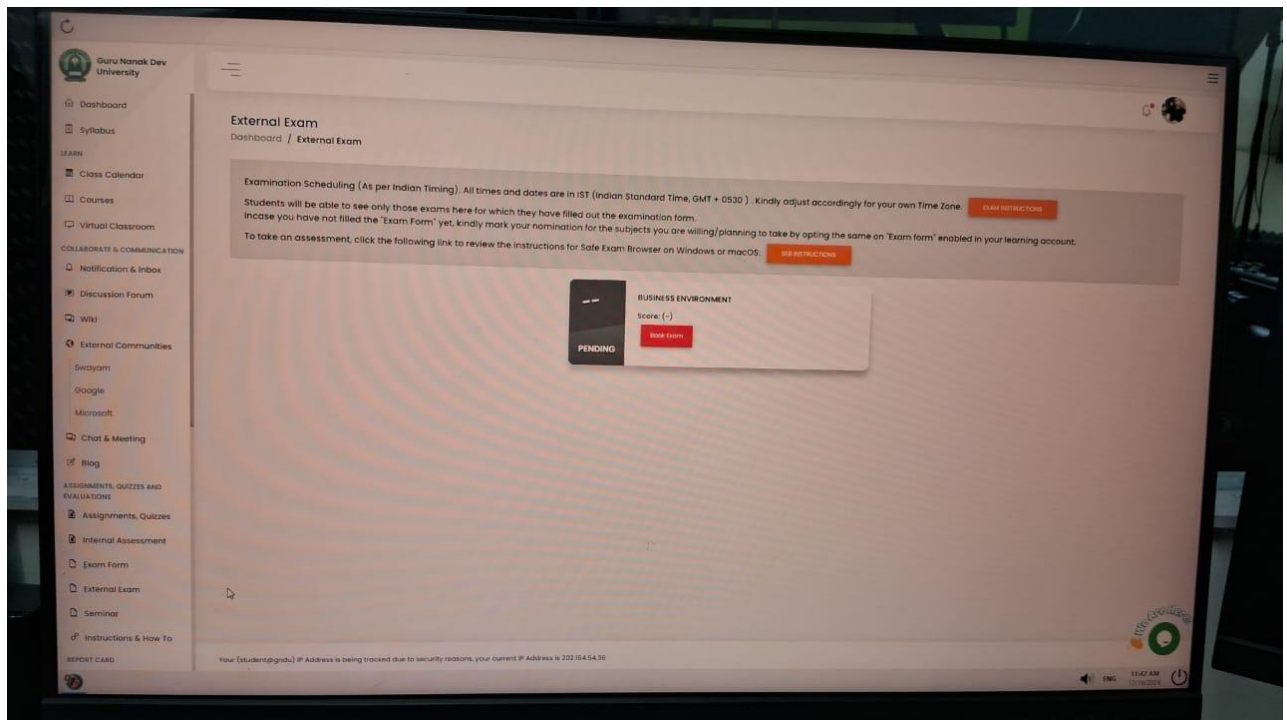 Guru Nanak Dev
University
Dashboard
Syllabus
LEARN
Class Calendar
Courses
Virtual Classroom
COLLABORATE & COMMUNICATION
Notification & Inbox
Discussion Forum
Wiki
External Communities
Swayam
Google
Microsoft
Chat & Meeting
Blog
ASSIGNMENTS, QUIZZES AND
EVALUATIONS
Assignments, Quizzes
Internal Assessment
Exam Form
External Exam
Seminar
Instructions & How To
REPORT CARD
External Exam
Dashboard / External Exam
Examination Scheduling (As per Indian Timing). All times and dates are in IST (Indian Standard Time, GMT + 0530 ). Kindly adjust accordingly for your own Time Zone. EXAM INSTRUCTIONS
Students will be able to see only those exams here for which they have filled out the examination form.
Incase you have not filled the "Exam Form" yet, kindly mark your nomination for the subjects you are willing/planning to take by opting the same on "Exam form" enabled in your learning account.
To take an assessment, click the following link to review the instructions for Safe Exam Browser on Windows or macOS: SEB INSTRUCTIONS
--
PENDING
BUSINESS ENVIRONMENT
Score: (-)
Book Exam
We Are Here!
Your (student@gndu) IP Address is being tracked due to security reasons, your current IP Address is 202.164.54.36
ENG
11:42 AM
12/18/2024